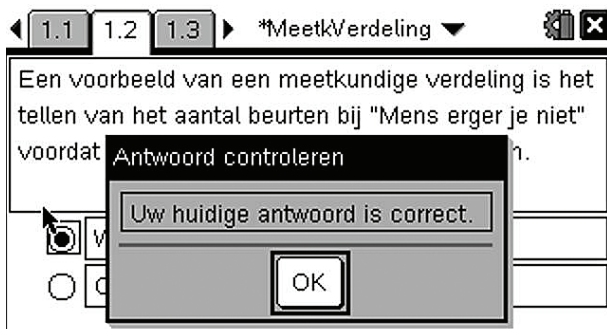 1.1 1.2 1.3 *MeetkVerdeling
Een voorbeeld van een meetkundige verdeling is het
tellen van het aantal beurten bij "Mens erger je niet"
voordat
Antwoord controleren
Uw huidige antwoord is correct.
OK